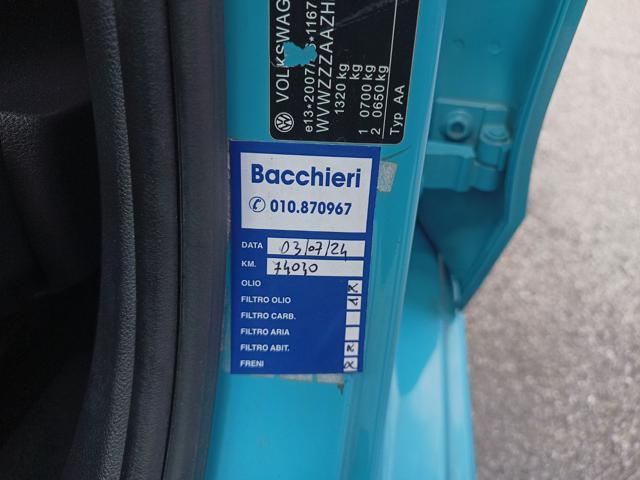 VOLKSWAG
e13*2007/
*1167
WVWZZZAAZH
1320 kg
kg
1 0700 kg
2 0650 kg
Typ AA
Bacchieri
010.870967
DATA 03/07/24
KM. 74030
OLIO X
FILTRO OLIO X
FILTRO CARB.
FILTRO ARIA
FILTRO ABIT. X
FRENI X